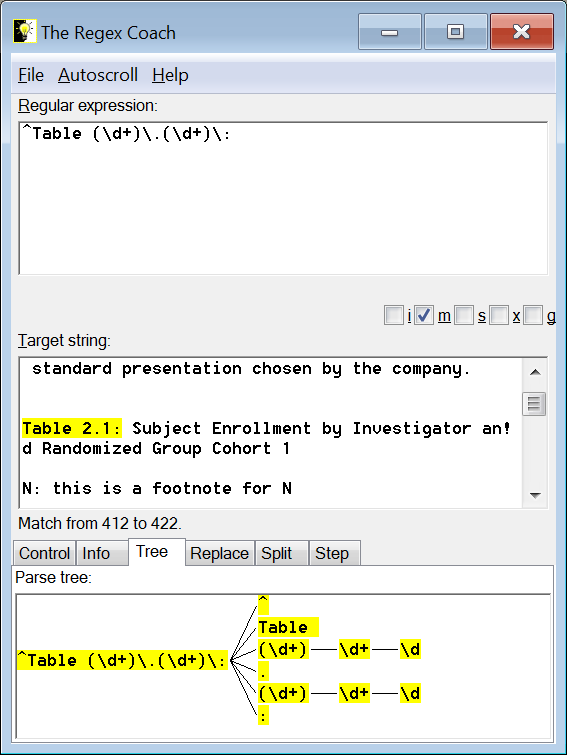 The Regex Coach
File Autoscroll Help
Regular expression:
^Table (\d+)\.(\d+)\:
i m s x g
Target string:
standard presentation chosen by the company.
Table 2.1: Subject Enrollment by Investigator an!
d Randomized Group Cohort 1
N: this is a footnote for N
Match from 412 to 422.
Control Info Tree Replace Split Step
Parse tree:
^
Table
(\d+) \d+ \d
^Table (\d+)\.(\d+)\:
.
(\d+) \d+ \d
: